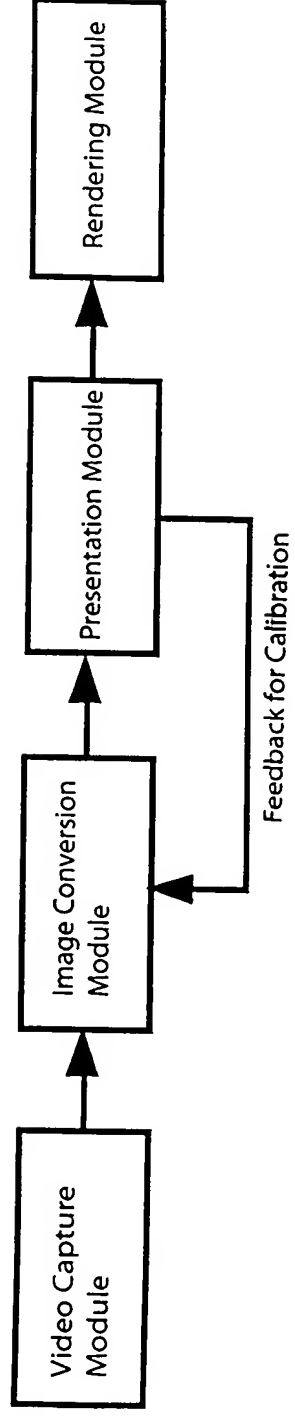 Video Capture
Module
Image Conversion
Module
Presentation Module
Rendering Module
Feedback for Calibration